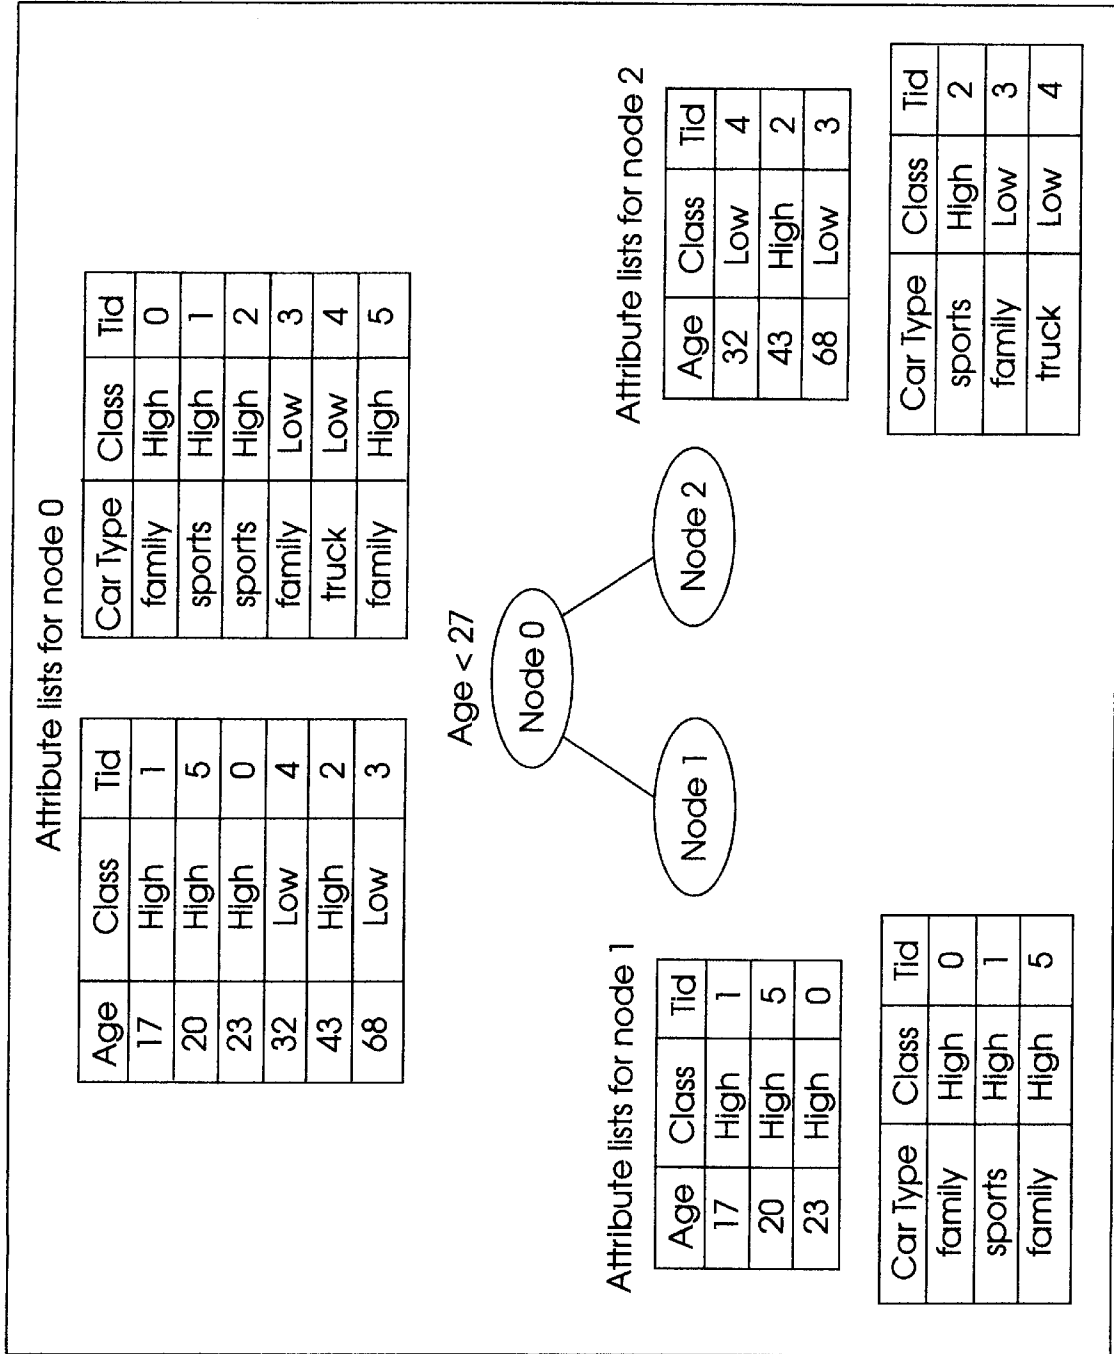 Attribute lists for node 0
Age Class Tid
17 High 1
20 High 5
23 High 0
32 Low 4
43 High 2
68 Low 3
Car Type Class Tid
family High 0
sports High 1
sports High 2
family Low 3
truck Low 4
family High 5
Age < 27
Node 0
Node 1
Node 2
Attribute lists for node 1
Age Class Tid
17 High 1
20 High 5
23 High 0
Car Type Class Tid
family High 0
sports High 1
family High 5
Attribute lists for node 2
Age Class Tid
32 Low 4
43 High 2
68 Low 3
Car Type Class Tid
sports High 2
family Low 3
truck Low 4